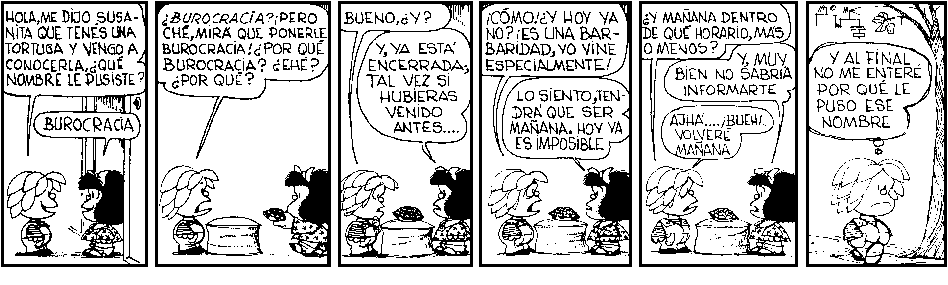 HOLA, ME DIJO SUSA-
NITA QUE TENES UNA
TORTUGA Y VENGO A
CONOCERLA, ¿QUÉ
NOMBRE LE PUSISTE?
BUROCRACIA
¿BUROCRACIA? ¡PERO
CHÉ, MIRÁ QUE PONERLE
BUROCRACIA! ¿POR QUÉ
BUROCRACIA? ¿EHÉ?
¿POR QUÉ?
BUENO, ¿Y?
Y, YA ESTÁ
ENCERRADA;
TAL VEZ SI
HUBIERAS
VENIDO
ANTES....
¡CÓMO! ¿Y HOY YA
NO? ¡ES UNA BAR-
BARIDAD, YO VINE
ESPECIALMENTE!
LO SIENTO, TEN-
DRÁ QUE SER
MAÑANA. HOY YA
ES IMPOSIBLE
¿Y MAÑANA DENTRO
DE QUÉ HORARIO, MÁS
O MENOS?
Y, MUY
BIEN NO SABRÍA
INFORMARTE
AJHÁ.... ¡BUEH!.
VOLVERÉ
MAÑANA
Y AL FINAL
NO ME ENTERÉ
POR QUÉ LE
PUSO ESE
NOMBRE